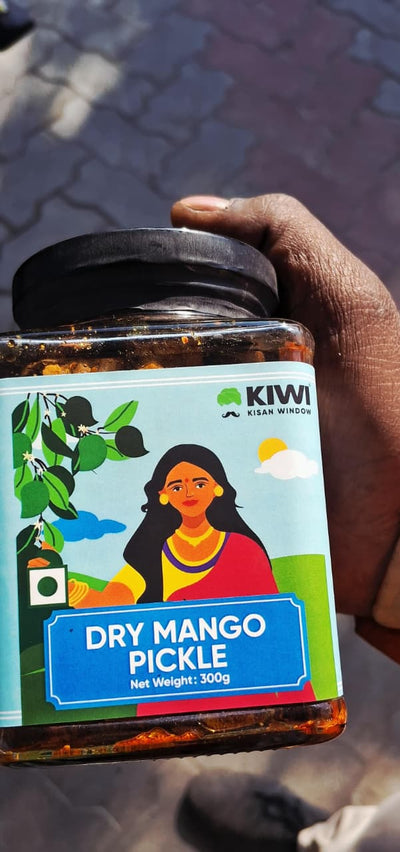 KIWI
KISAN WINDOW
DRY MANGO
PICKLE
Net Weight: 300g